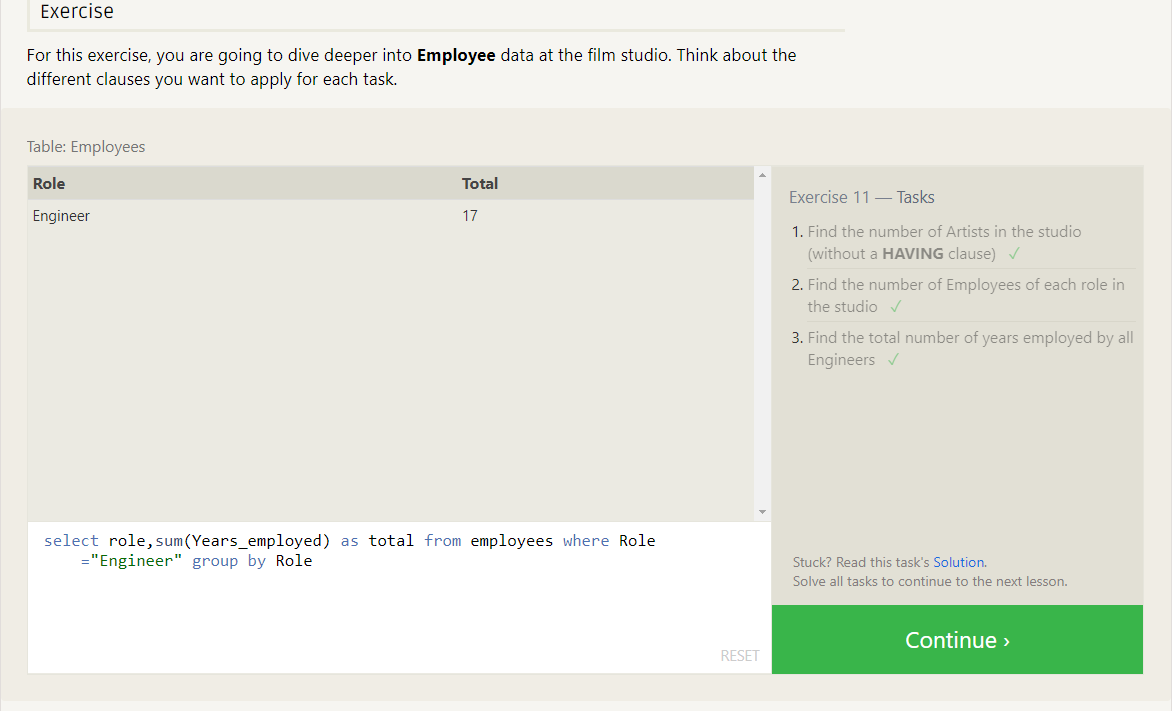 Exercise
For this exercise, you are going to dive deeper into Employee data at the film studio. Think about the
different clauses you want to apply for each task.
Table: Employees
Role Total
Engineer 17
select role,sum(Years_employed) as total from employees where Role
="Engineer" group by Role
RESET
Exercise 11 — Tasks
1. Find the number of Artists in the studio
(without a HAVING clause) ✓
2. Find the number of Employees of each role in
the studio ✓
3. Find the total number of years employed by all
Engineers ✓
Stuck? Read this task's Solution.
Solve all tasks to continue to the next lesson.
Continue ›